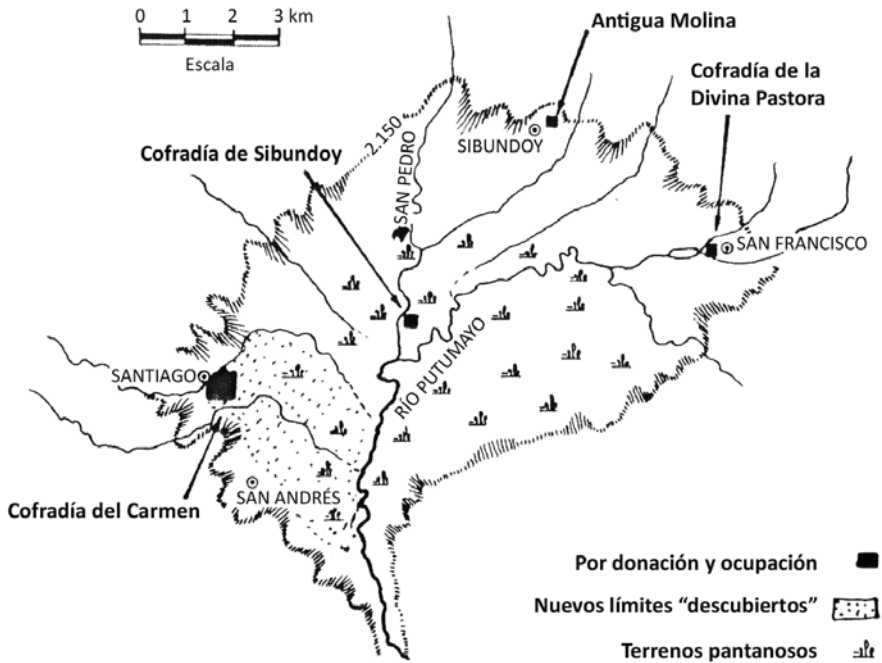 0 1 2 3 km
Escala
Antigua Molina
Cofradía de la
Divina Pastora
Cofradía de Sibundoy
2.150
SAN PEDRO
SIBUNDOY
SAN FRANCISCO
RÍO PUTUMAYO
SANTIAGO
SAN ANDRÉS
Cofradía del Carmen
Por donación y ocupación
Nuevos límites “descubiertos”
Terrenos pantanosos